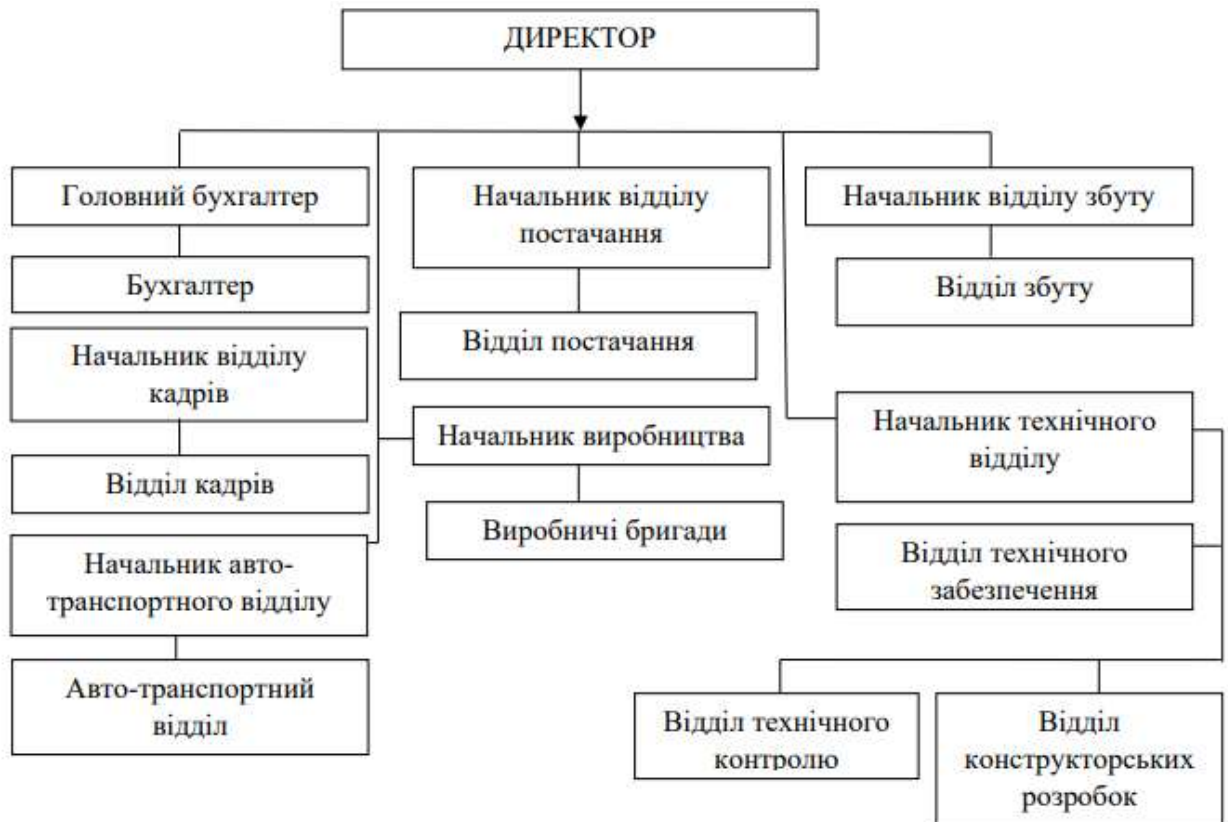 ДИРЕКТОР
Головний бухгалтер
Бухгалтер
Начальник відділу
кадрів
Відділ кадрів
Начальник авто-
транспортного відділу
Авто-транспортний
відділ
Начальник відділу
постачання
Відділ постачання
Начальник виробництва
Виробничі бригади
Начальник відділу збуту
Відділ збуту
Начальник технічного
відділу
Відділ технічного
забезпечення
Відділ технічного
контролю
Відділ
конструкторських
розробок